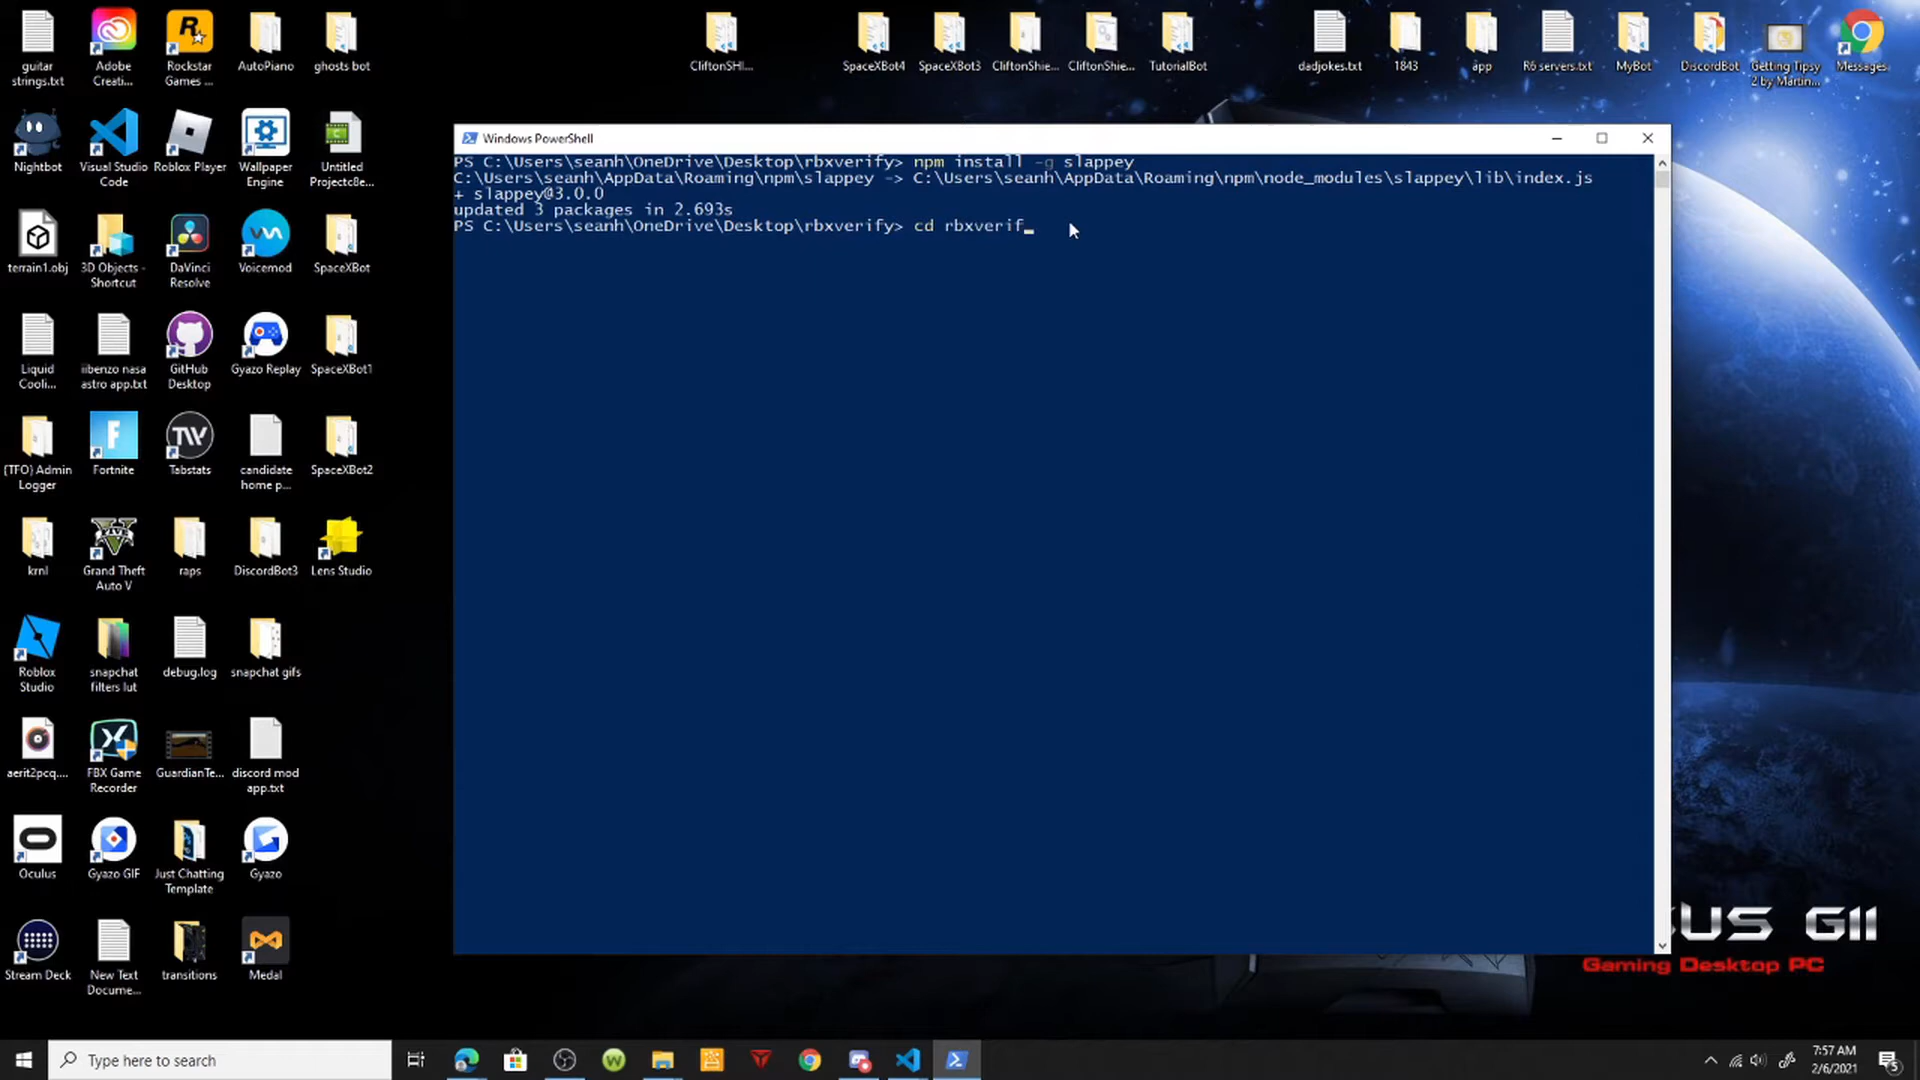 guitar
strings.txt
Adobe
Creati...
Rockstar
Games ...
AutoPiano
ghosts bot
CliftonSHI...
SpaceXBot4
SpaceXBot3
CliftonShie...
CliftonShie...
TutorialBot
dadjokes.txt
1843
app
R6 servers.txt
MyBot
DiscordBot
Getting Tipsy
2 by Martin...
Messages
Nightbot
Visual Studio
Code
Roblox Player
Wallpaper
Engine
Untitled
Projectc8e...
terrain1.obj
3D Objects -
Shortcut
DaVinci
Resolve
Voicemod
SpaceXBot
Liquid
Cooli...
iibenzo nasa
astro app.txt
GitHub
Desktop
Gyazo Replay
SpaceXBot1
(TFO) Admin
Logger
Fortnite
Tabstats
candidate
home p...
SpaceXBot2
krnl
Grand Theft
Auto V
raps
DiscordBot3
Lens Studio
Roblox
Studio
snapchat
filters lut
debug.log
snapchat gifs
aerit2pcq....
FBX Game
Recorder
GuardianTe...
discord mod
app.txt
Oculus
Gyazo GIF
Just Chatting
Template
Gyazo
Stream Deck
New Text
Docume...
transitions
Medal
Windows PowerShell
PS C:\Users\seanh\OneDrive\Desktop\rbxverify> npm install -g slappey
C:\Users\seanh\AppData\Roaming\npm\slappey -> C:\Users\seanh\AppData\Roaming\npm\node_modules\slappey\lib\index.js
+ slappey@3.0.0
updated 3 packages in 2.693s
PS C:\Users\seanh\OneDrive\Desktop\rbxverify> cd rbxverif_
SUS G11
Gaming Desktop PC
Type here to search
7:57 AM
2/6/2021
5